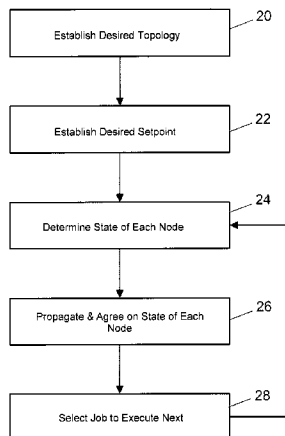 20
Establish Desired Topology
22
Establish Desired Setpoint
24
Determine State of Each Node
26
Propagate & Agree on State of Each
Node
28
Select Job to Execute Next